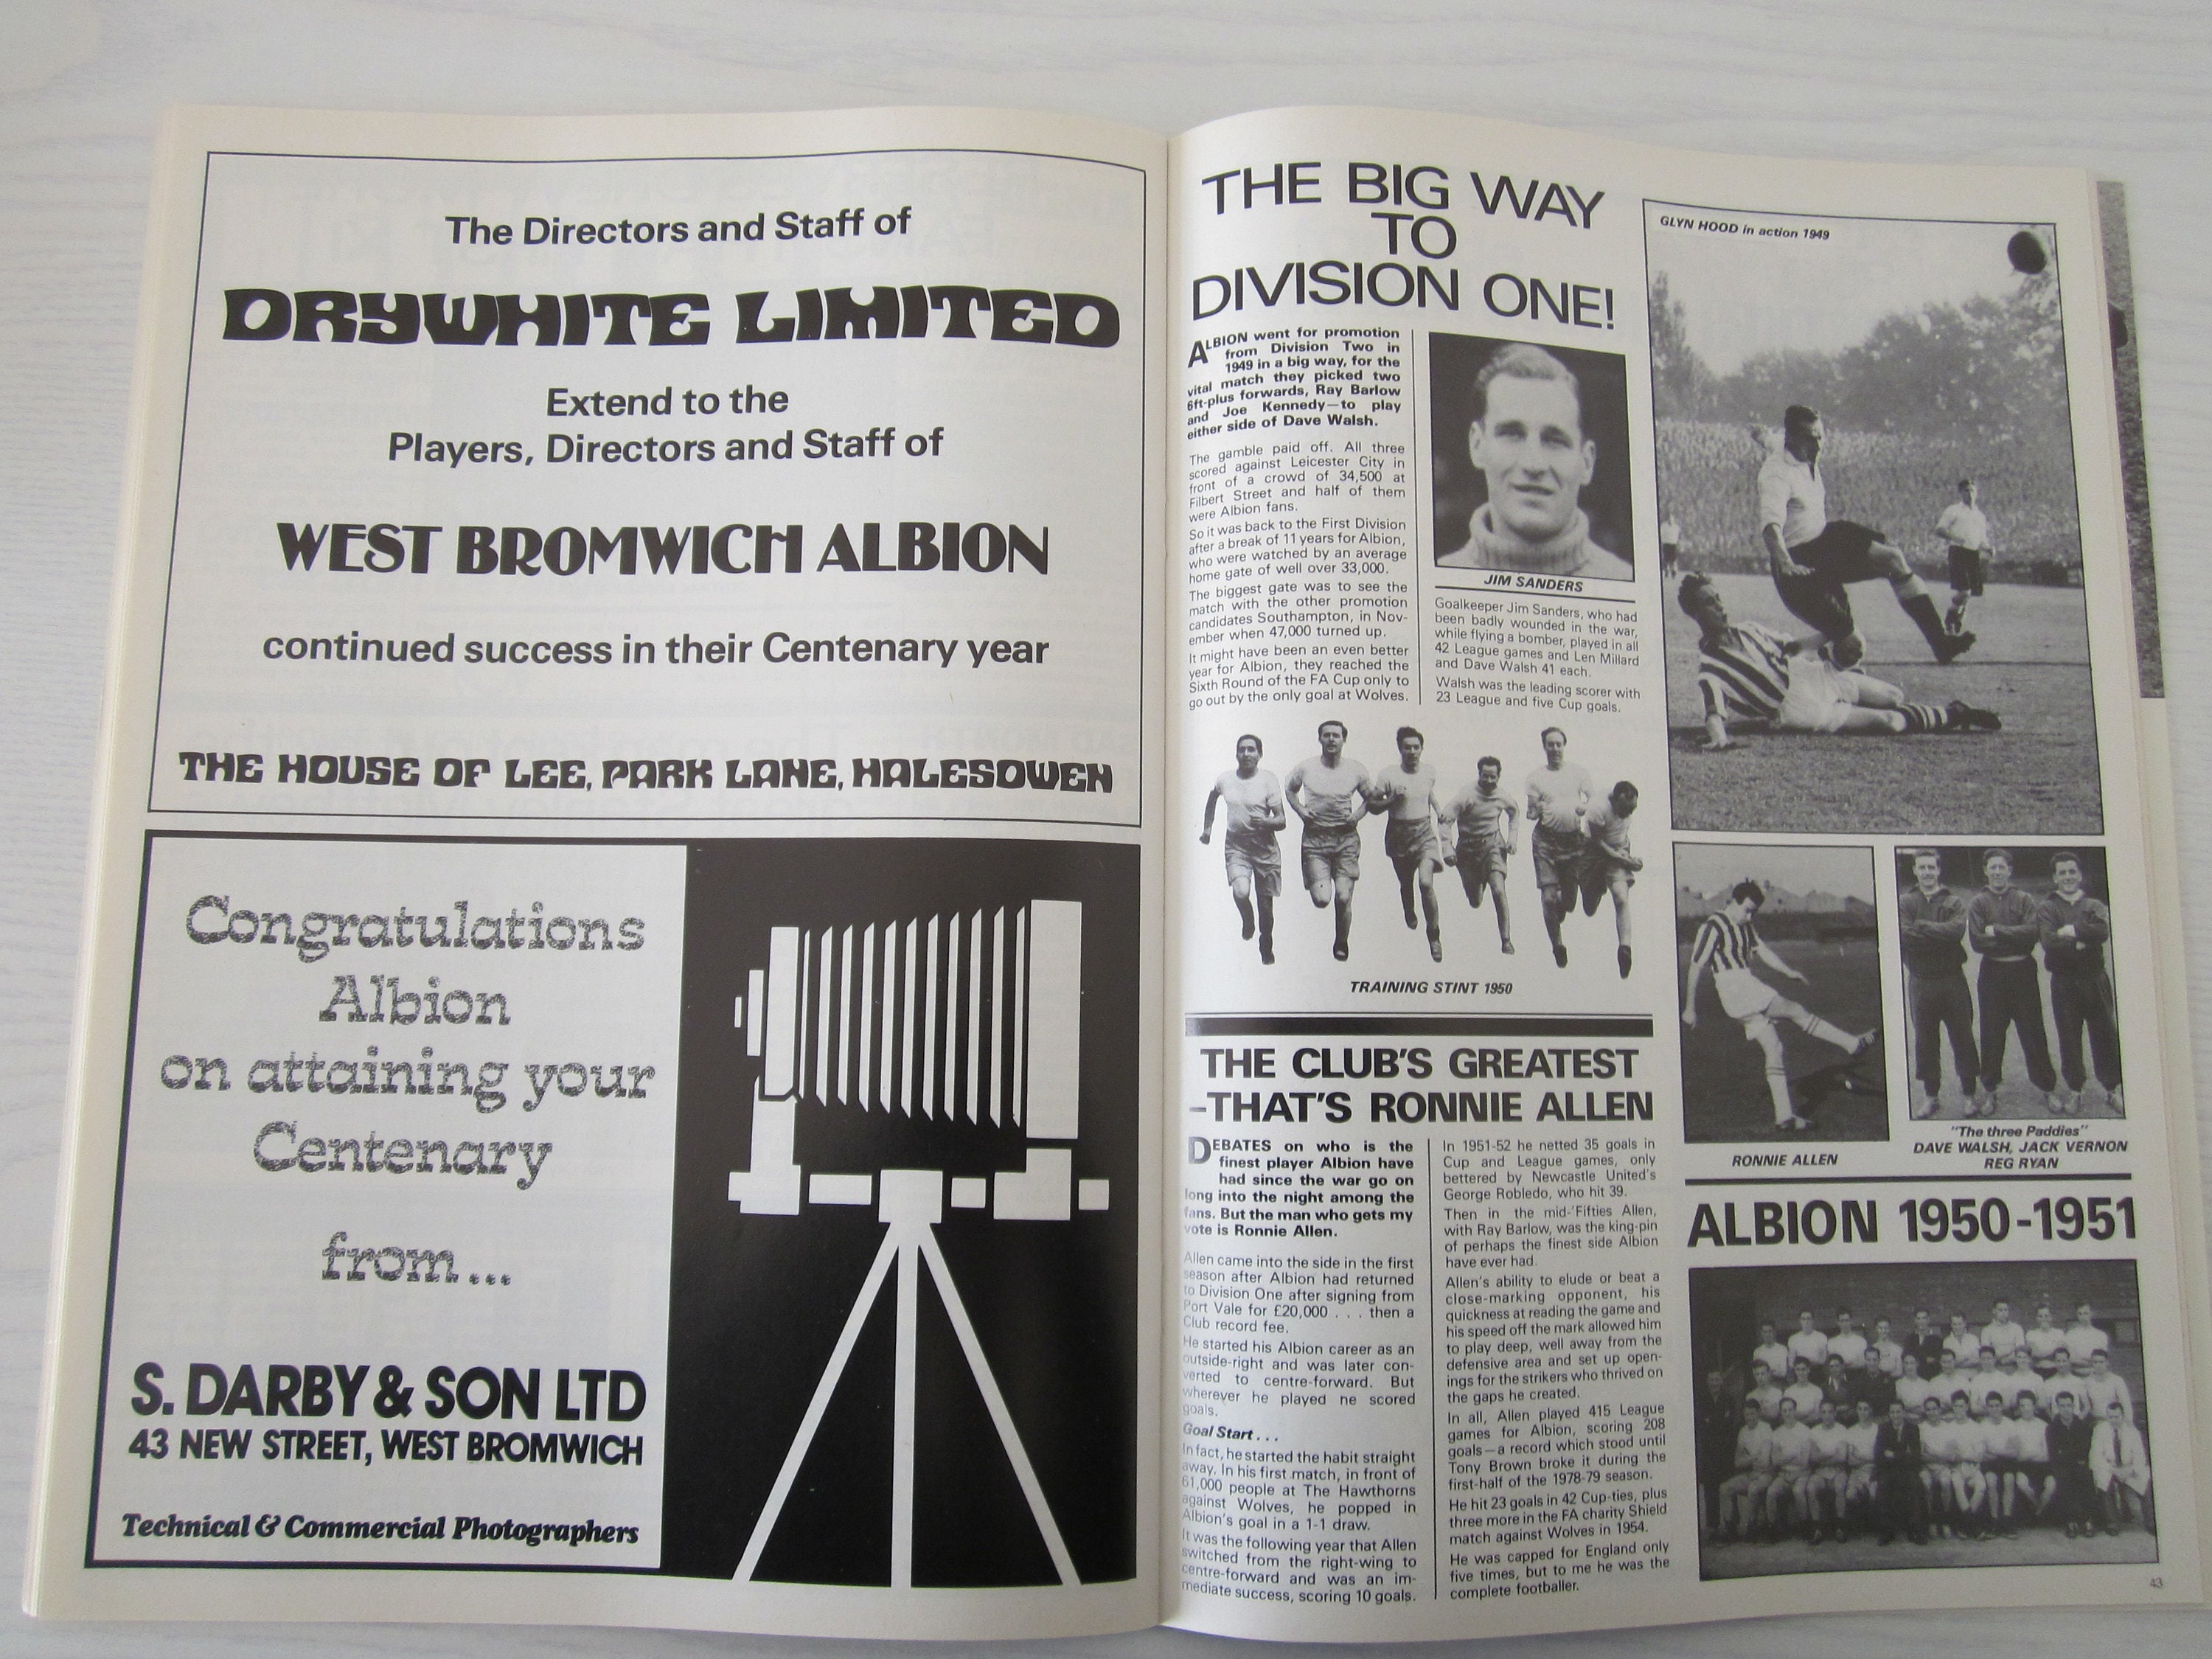 The Directors and Staff of
DRYWHITE LIMITED
Extend to the
Players, Directors and Staff of
WEST BROMWICH ALBION
continued success in their Centenary year
THE HOUSE OF LEE, PARK LANE, HALESOWEN
Congratulations
Albion
on attaining your
Centenary
from...
S. DARBY & SON LTD
43 NEW STREET, WEST BROMWICH
Technical & Commercial Photographers
THE BIG WAY
TO
DIVISION ONE!
ALBION went for promotion
from Division Two in
1949 in a big way, for the
vital match they picked two
6ft-plus forwards, Ray Barlow
and Joe Kennedy—to play
either side of Dave Walsh.
The gamble paid off. All three
scored against Leicester City in
front of a crowd of 34,500 at
Filbert Street and half of them
were Albion fans.
So it was back to the First Division
after a break of 11 years for Albion,
who were watched by an average
home gate of well over 33,000.
The biggest gate was to see the
match with the other promotion
candidates Southampton, in Nov-
ember when 47,000 turned up.
It might have been an even better
year for Albion, they reached the
Sixth Round of the FA Cup only to
go out by the only goal at Wolves.
JIM SANDERS
Goalkeeper Jim Sanders, who had
been badly wounded in the war,
while flying a bomber, played in all
42 League games and Len Millard
and Dave Walsh 41 each.
Walsh was the leading scorer with
23 League and five Cup goals.
TRAINING STINT 1950
THE CLUB'S GREATEST
-THAT'S RONNIE ALLEN
DEBATES on who is the
finest player Albion have
had since the war go on
long into the night among the
fans. But the man who gets my
vote is Ronnie Allen.
Allen came into the side in the first
season after Albion had returned
to Division One after signing from
Port Vale for £20,000 . . . then a
Club record fee.
He started his Albion career as an
outside-right and was later con-
verted to centre-forward. But
wherever he played ne scored
goals.
Goal Start . . .
In fact, he started the habit straight
away. In his first match, in front of
61,000 people at The Hawthorns
against Wolves, he popped in
Albion's goal in a 1-1 draw.
It was the following year that Allen
switched from the right-wing to
centre-forward and was an im-
mediate success, scoring 10 goals.
In 1951-52 he netted 35 goals in
Cup and League games, only
bettered by Newcastle United's
George Robledo, who hit 39.
Then in the mid-'Fifties Allen,
with Ray Barlow, was the king-pin
of perhaps the finest side Albion
have ever had.
Allen's ability to elude or beat a
close-marking opponent, his
quickness at reading the game and
his speed off the mark allowed him
to play deep, well away from the
defensive area and set up open-
ings for the strikers who thrived on
the gaps he created.
In all, Allen played 415 League
games for Albion, scoring 208
goals—a record which stood until
Tony Brown broke it during the
first-half of the 1978-79 season.
He hit 23 goals in 42 Cup-ties, plus
three more in the FA charity Shield
match against Wolves in 1954.
He was capped for England only
five times, but to me he was the
complete footballer.
GLYN HOOD in action 1949
RONNIE ALLEN
"The three Paddies"
DAVE WALSH, JACK VERNON
REG RYAN
ALBION 1950-1951
43